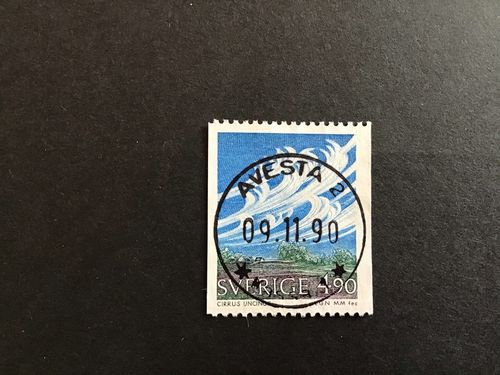 AVESTA 2
09.11.90
SVERIGE 4.90
CIRRUS UNCINUS MM fec